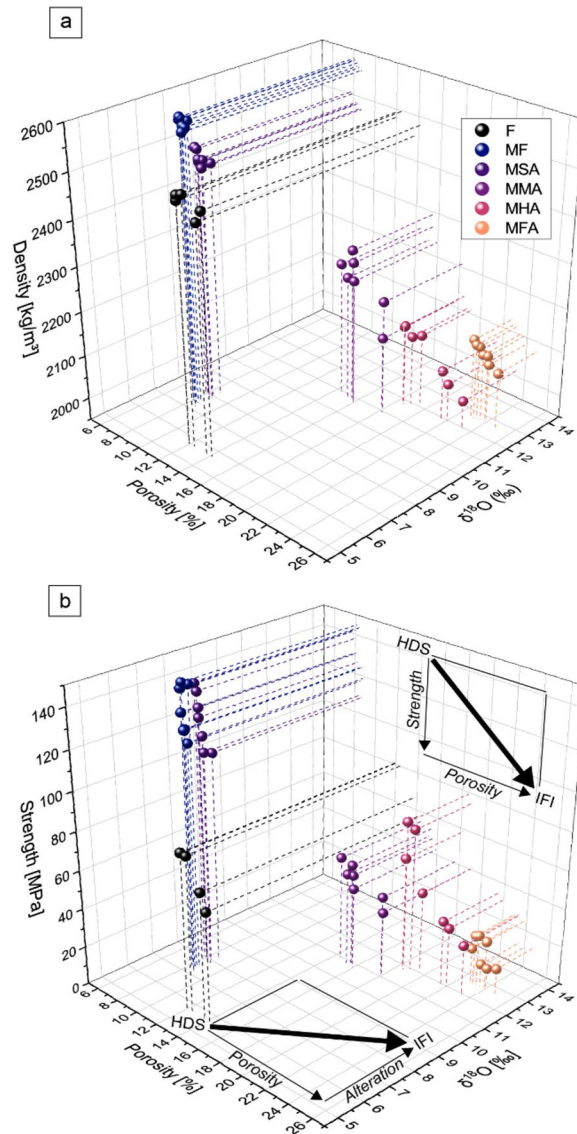 a
2600
2500
2400
2300
2200
2100
2000
Density [kg/m³]
6
8
10
12
14
16
18
20
22
24
26
Porosity [%]
5
6
7
8
9
10
11
12
13
14
δ¹⁸O (‰)
F
MF
MSA
MMA
MHA
MFA
b
140
120
100
80
60
40
20
0
Strength [MPa]
6
8
10
12
14
16
18
20
22
24
26
Porosity [%]
5
6
7
8
9
10
11
12
13
14
δ¹⁸O (‰)
HDS
Strength
Porosity
IFI
HDS
IFI
Porosity
Alteration